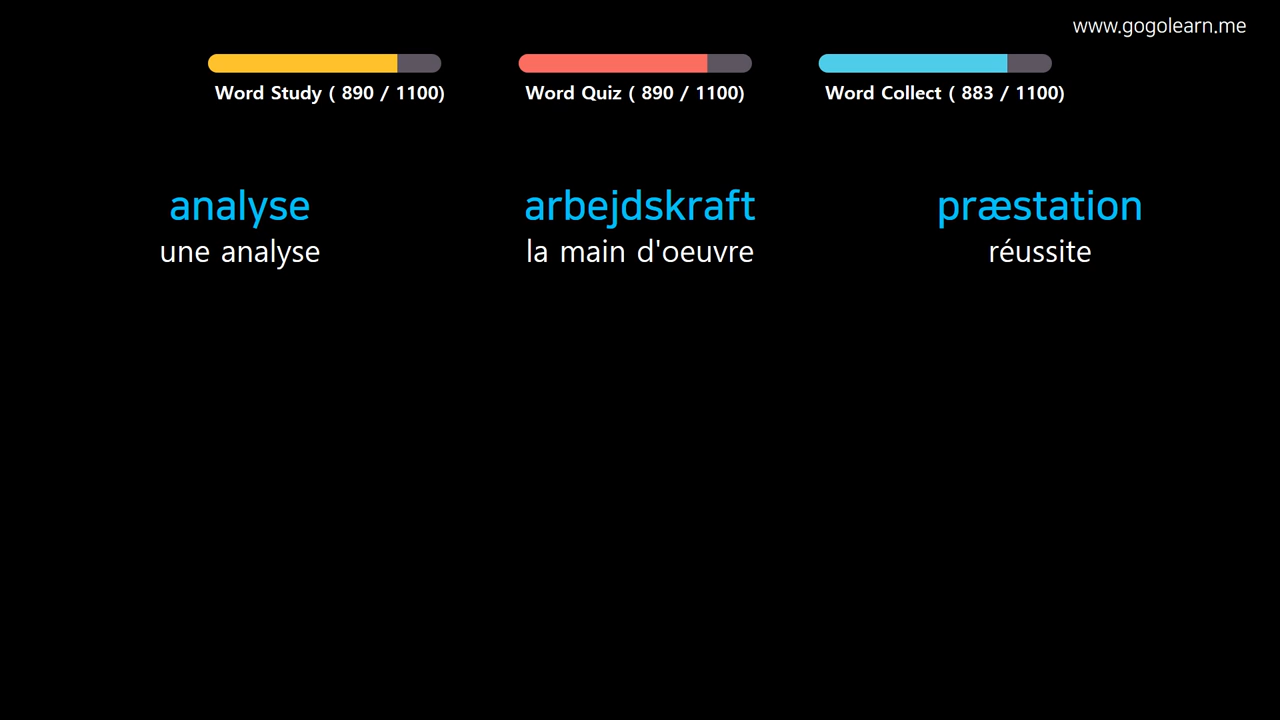 www.gogolearn.me
Word Study ( 890 / 1100)
Word Quiz ( 890 / 1100)
Word Collect ( 883 / 1100)
analyse
une analyse
arbejdskraft
la main d'oeuvre
præstation
réussite